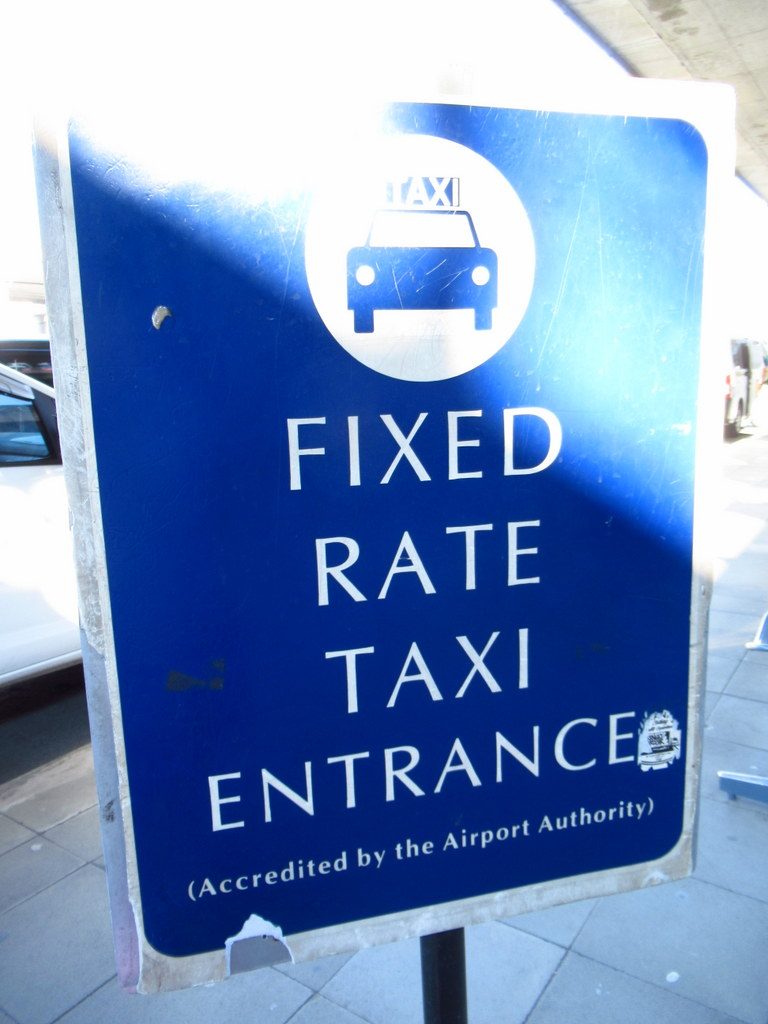 TAXI
FIXED
RATE
TAXI
ENTRANCE
(Accredited by the Airport Authority)